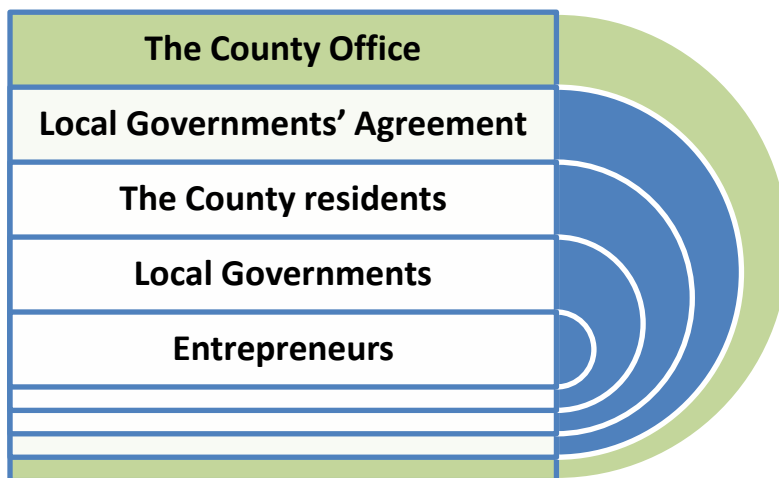 The County Office
Local Governments’ Agreement
The County residents
Local Governments
Entrepreneurs